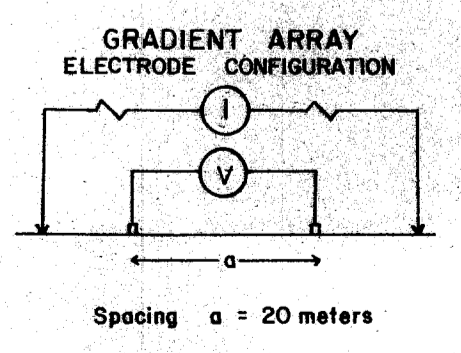 GRADIENT ARRAY
ELECTRODE CONFIGURATION
I
V
a
Spacing a = 20 meters